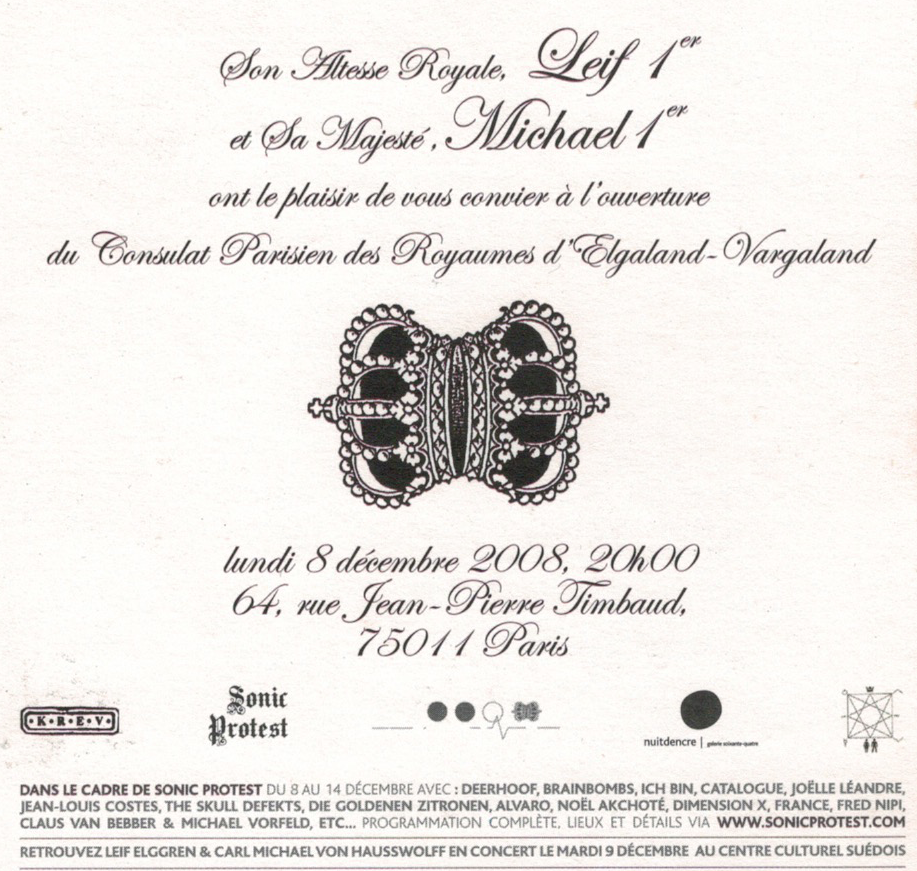 Son Altesse Royale, Leif 1er
et Sa Majesté, Michael 1er
ont le plaisir de vous convier à l'ouverture
du Consulat Parisien des Royaumes d'Elgaland-Vargaland
lundi 8 décembre 2008, 20h00
64, rue Jean-Pierre Timbaud,
75011 Paris
·K·R·E·V·
Sonic
Protest
nuitdencre | galerie soixante-quatre
DANS LE CADRE DE SONIC PROTEST DU 8 AU 14 DÉCEMBRE AVEC : DEERHOOF, BRAINBOMBS, ICH BIN, CATALOGUE, JOËLLE LÉANDRE,
JEAN-LOUIS COSTES, THE SKULL DEFEKTS, DIE GOLDENEN ZITRONEN, ALVARO, NOËL AKCHOTÉ, DIMENSION X, FRANCE, FRED NIPI,
CLAUS VAN BEBBER & MICHAEL VORFELD, ETC... PROGRAMMATION COMPLÈTE, LIEUX ET DÉTAILS VIA WWW.SONICPROTEST.COM
RETROUVEZ LEIF ELGGREN & CARL MICHAEL VON HAUSSWOLFF EN CONCERT LE MARDI 9 DÉCEMBRE AU CENTRE CULTUREL SUÉDOIS